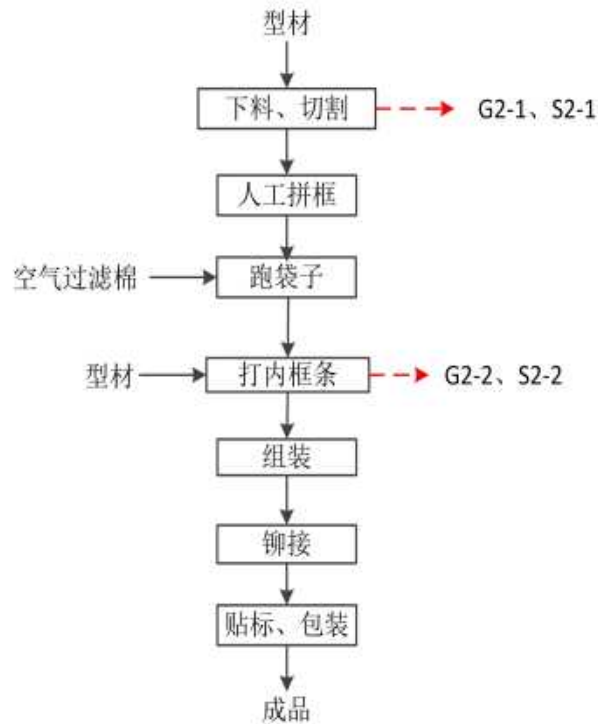 型材
下料、切割
G2-1、S2-1
人工拼框
空气过滤棉
跑袋子
型材
打内框条
G2-2、S2-2
组装
铆接
贴标、包装
成品